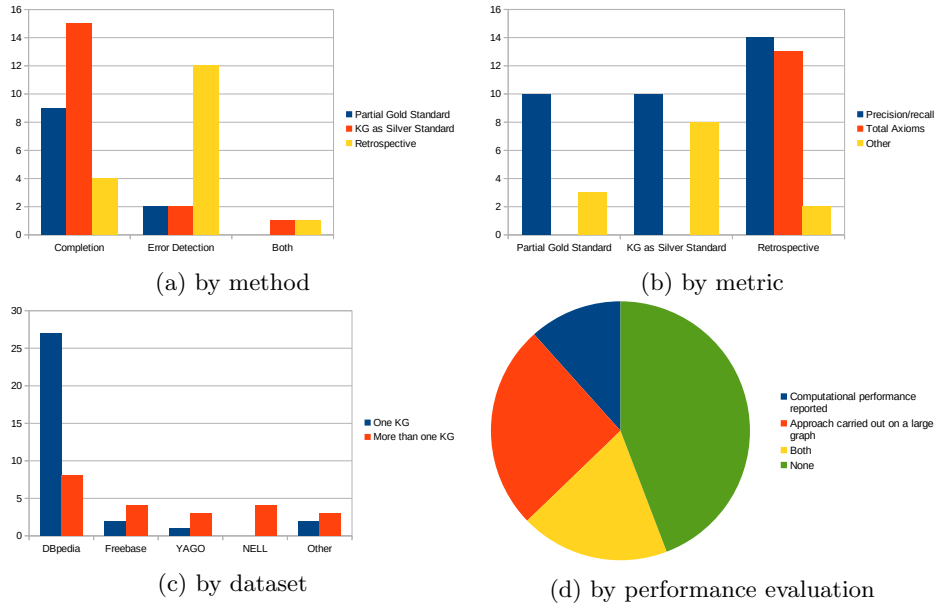 16
14
12
10
8
6
4
2
0
Completion
Error Detection
Both
Partial Gold Standard
KG as Silver Standard
Retrospective
(a) by method
16
14
12
10
8
6
4
2
0
Partial Gold Standard
KG as Silver Standard
Retrospective
Precision/recall
Total Axioms
Other
(b) by metric
30
25
20
15
10
5
0
DBpedia
Freebase
YAGO
NELL
Other
One KG
More than one KG
(c) by dataset
Computational performance
reported
Approach carried out on a large
graph
Both
None
(d) by performance evaluation